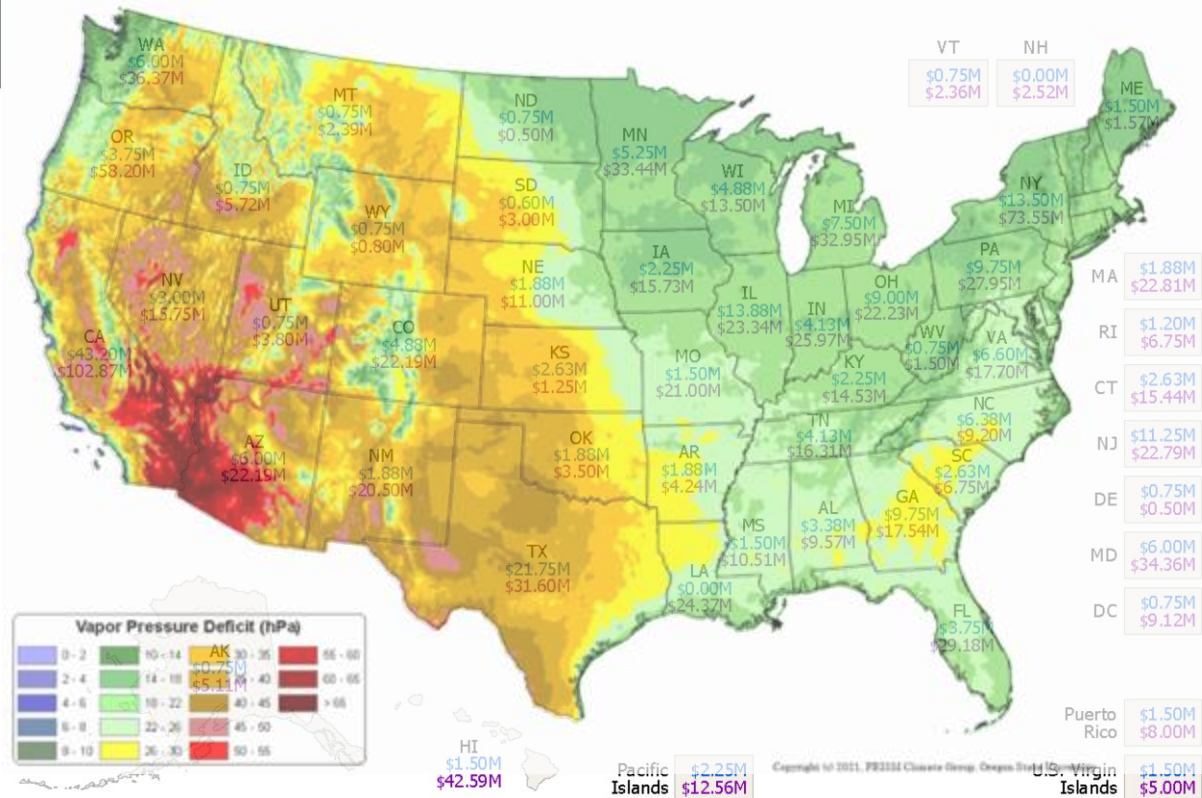 WA
$6.00M
$36.37M
MT
$0.75M
$2.39M
ND
$0.75M
$0.50M
MN
$5.25M
$33.44M
VT
$0.75M
$2.36M
NH
$0.00M
$2.52M
ME
$1.50M
$1.57M
OR
$3.75M
$58.20M
ID
$0.75M
$5.72M
WY
$0.75M
$0.80M
SD
$0.60M
$3.00M
WI
$4.88M
$13.50M
MI
$7.50M
$32.95M
NY
$13.50M
$73.55M
NV
$3.00M
$15.75M
UT
$0.75M
$3.80M
NE
$1.88M
$11.00M
IA
$2.25M
$15.73M
IL
$13.88M
$23.34M
IN
$4.13M
$25.97M
OH
$9.00M
$22.23M
PA
$9.75M
$27.95M
MA
$1.88M
$22.81M
CA
$43.20M
$102.87M
CO
$4.88M
$22.19M
KS
$2.63M
$1.25M
MO
$1.50M
$21.00M
KY
$2.25M
$14.53M
WV
$0.75M
$1.50M
VA
$6.60M
$17.70M
RI
$1.20M
$6.75M
CT
$2.63M
$15.44M
AZ
$6.00M
$22.19M
NM
$1.88M
$20.50M
OK
$1.88M
$3.50M
AR
$1.88M
$4.24M
TN
$4.13M
$16.31M
NC
$6.38M
$9.20M
SC
$2.63M
$6.75M
NJ
$11.25M
$22.79M
TX
$21.75M
$31.60M
LA
$0.00M
$24.37M
MS
$1.50M
$10.51M
AL
$3.38M
$9.57M
GA
$9.75M
$17.54M
DE
$0.75M
$0.50M
MD
$6.00M
$34.36M
FL
$3.75M
$29.18M
DC
$0.75M
$9.12M
Vapor Pressure Deficit (hPa)
0 - 2 10 - 14 30 - 35 55 - 60
2 - 4 14 - 18 60 - 65
4 - 6 18 - 22 40 - 45 > 65
6 - 8 22 - 26 45 - 50
26 - 30 50 - 55
AK
$0.75M
$5.11M
HI
$1.50M
$42.59M
Pacific Islands
$2.25M
$12.56M
Puerto Rico
$1.50M
$8.00M
Copyright (c) 2021, PRISM Climate Group, Oregon State
U.S. Virgin Islands
$1.50M
$5.00M